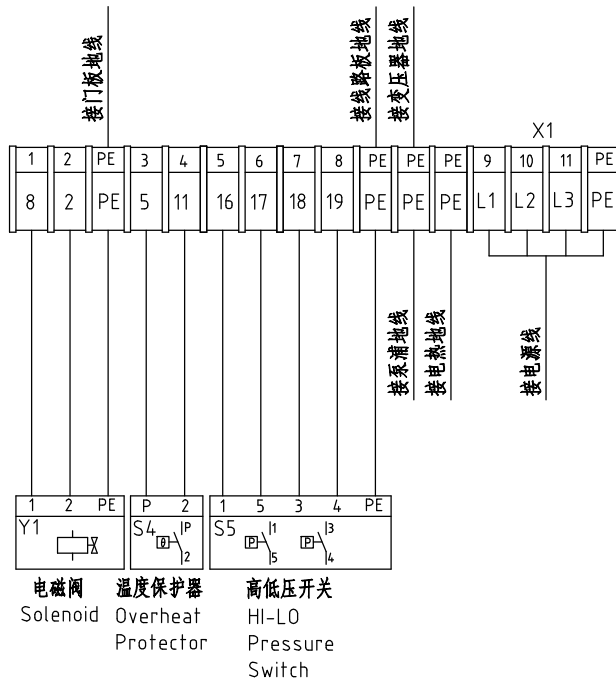 接门板地线
接线路板地线
接变压器地线
X1
1 2 PE 3 4 5 6 7 8 PE PE PE 9 10 11 PE
8 2 PE 5 11 16 17 18 19 PE PE PE L1 L2 L3 PE
接泵浦地线
接电热地线
接电源线
1 2 PE P 2 1 5 3 4 PE
Y1 S4 θ P 2 S5 P 1 5 P 3 4
电磁阀 温度保护器 高低压开关
Solenoid Overheat HI-LO
Protector Pressure
Switch